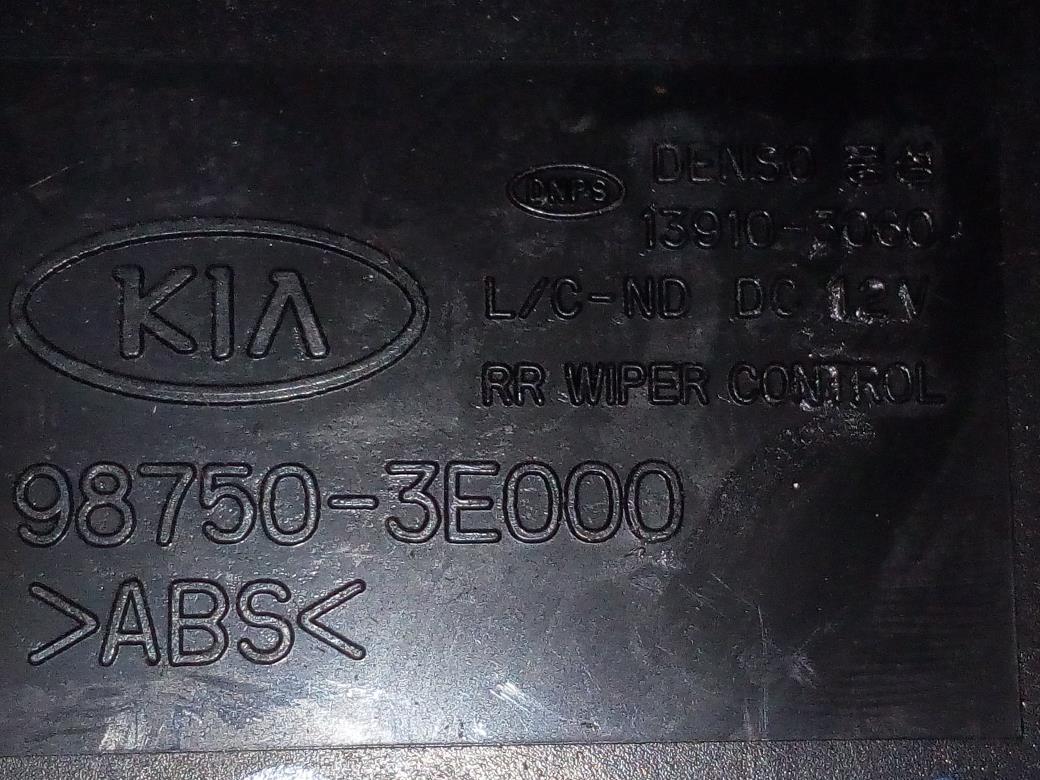 DENSO 풍성
DNPS
13910-3060
KIA
L/C-ND DC 12V
RR WIPER CONTROL
98750-3E000
>ABS<